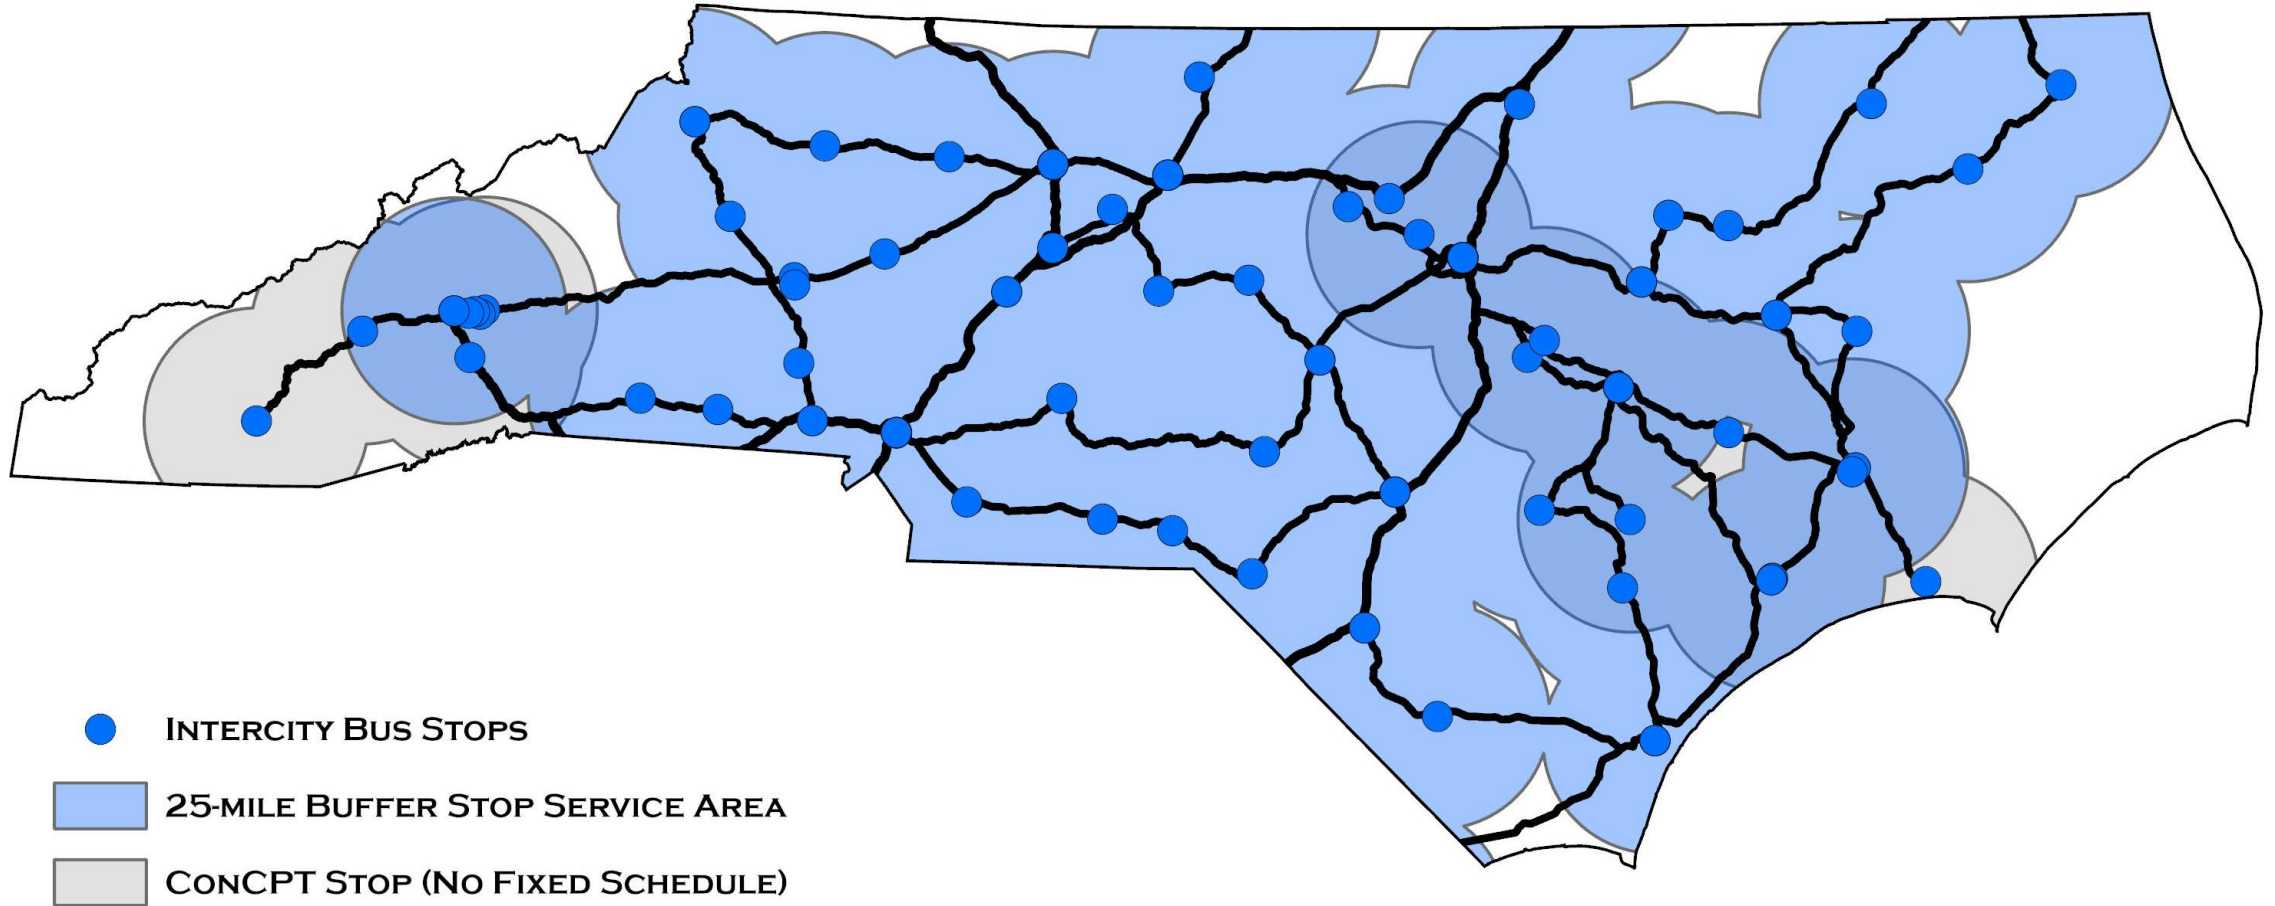 Intercity Bus Stops
25-mile Buffer Stop Service Area
ConCPT Stop (No Fixed Schedule)